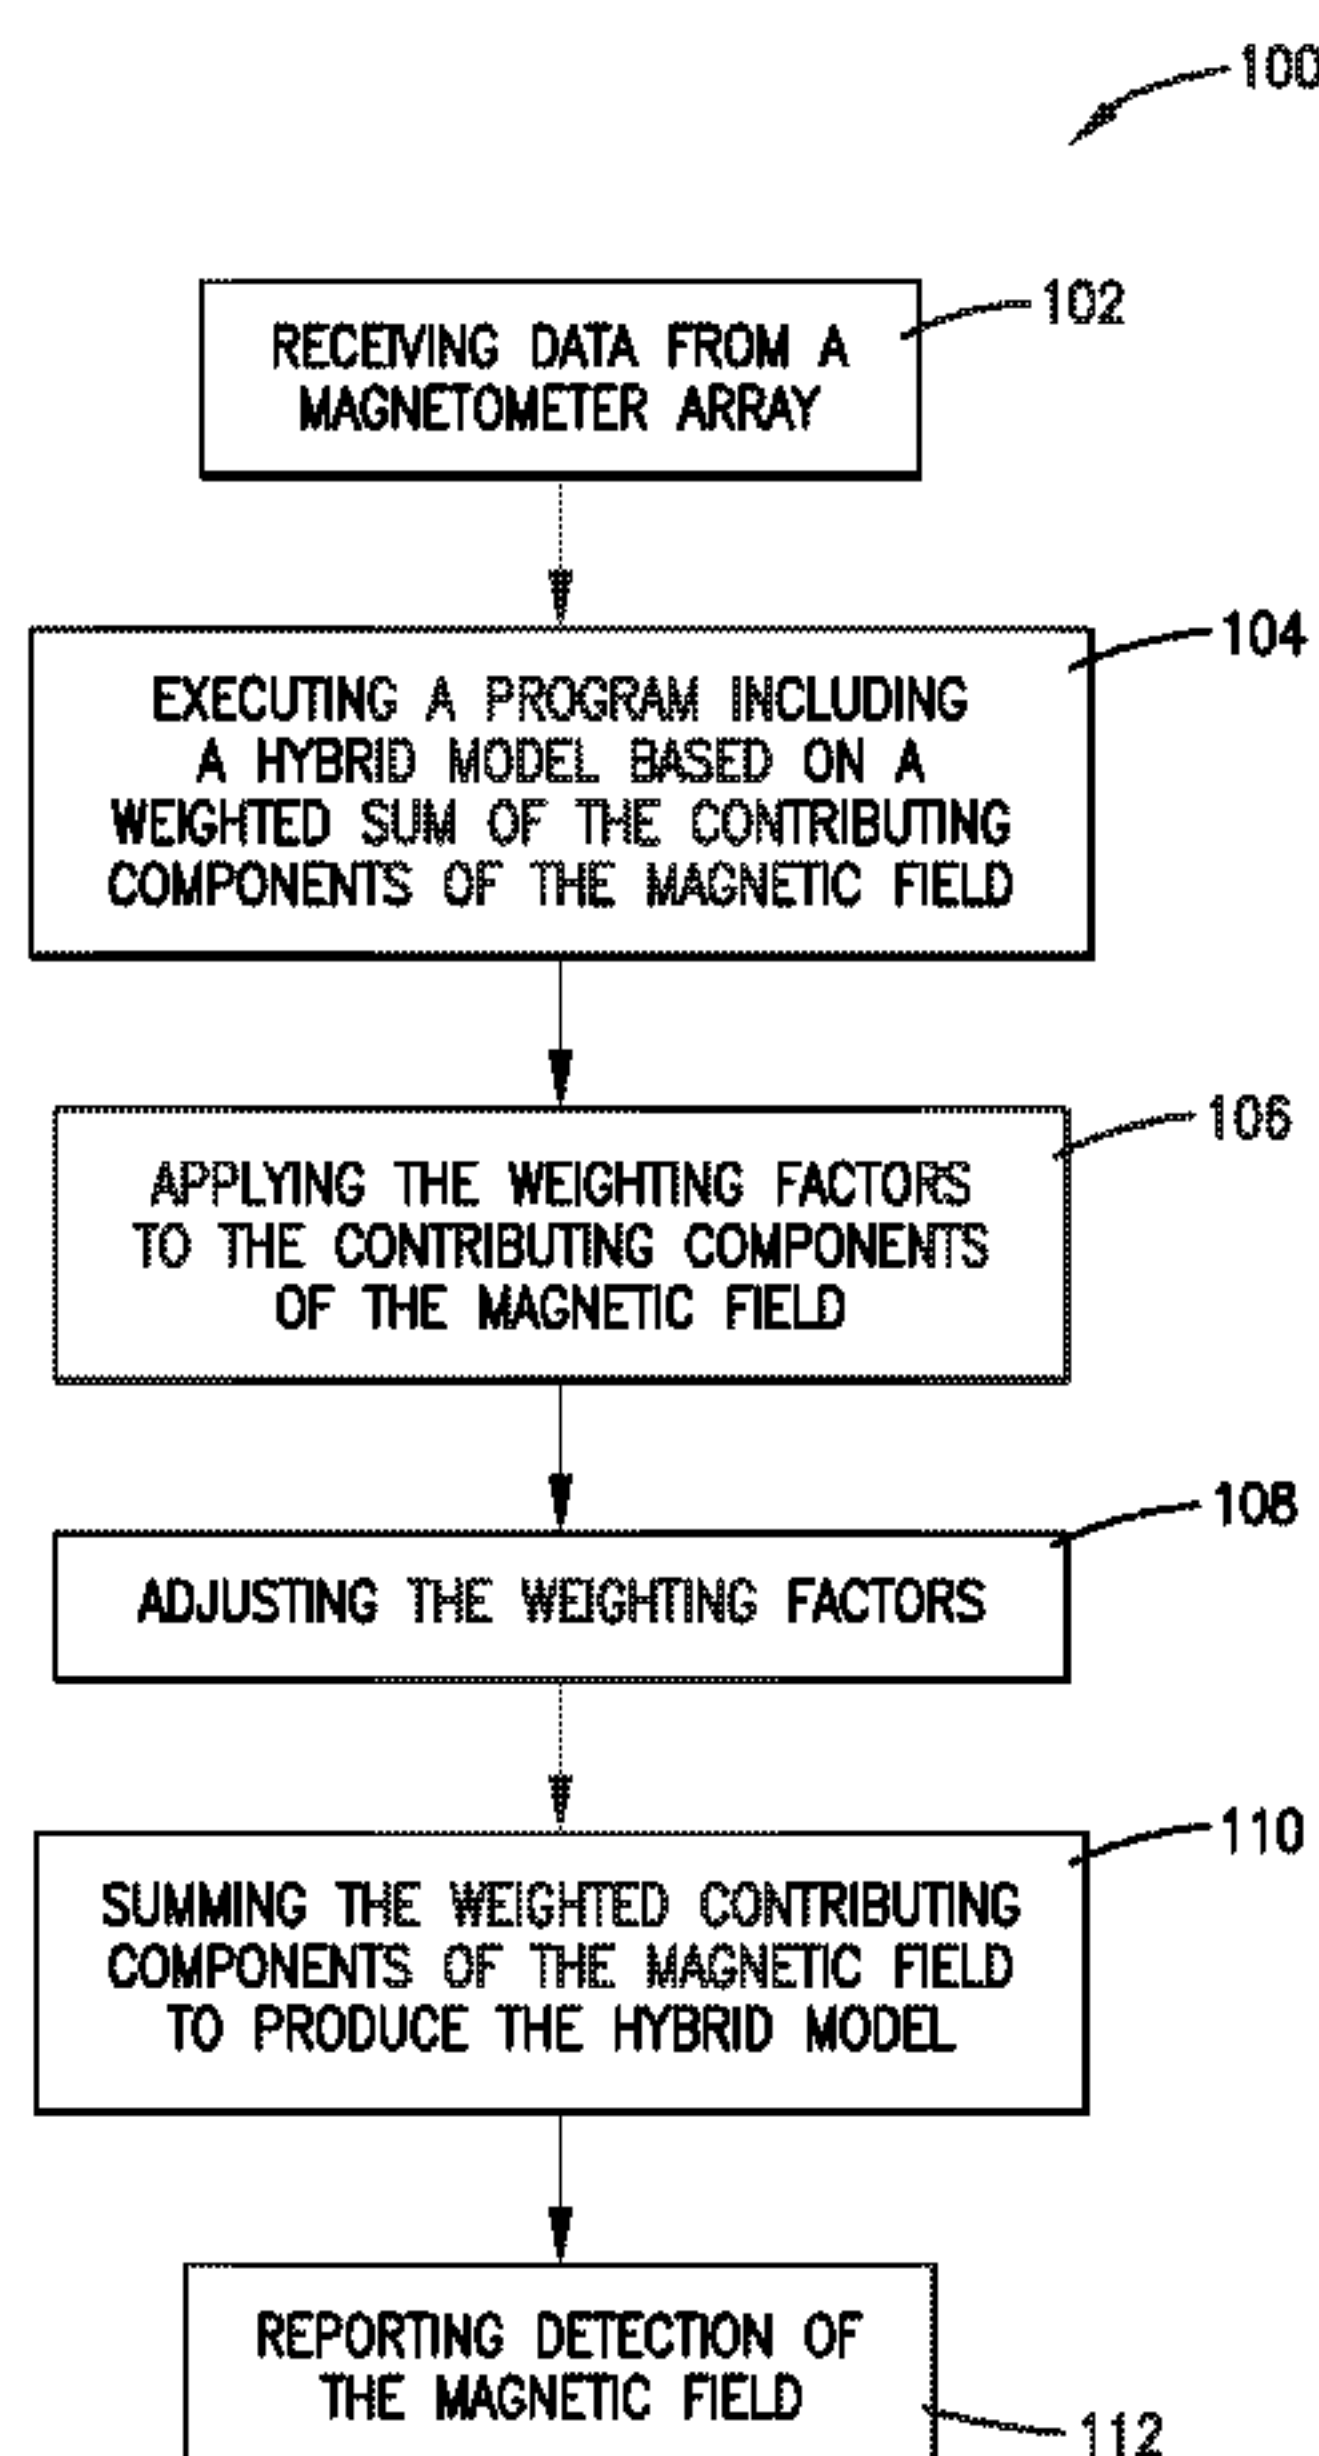 100
102
RECEIVING DATA FROM A
MAGNETOMETER ARRAY
104
EXECUTING A PROGRAM INCLUDING
A HYBRID MODEL BASED ON A
WEIGHTED SUM OF THE CONTRIBUTING
COMPONENTS OF THE MAGNETIC FIELD
106
APPLYING THE WEIGHTING FACTORS
TO THE CONTRIBUTING COMPONENTS
OF THE MAGNETIC FIELD
108
ADJUSTING THE WEIGHTING FACTORS
110
SUMMING THE WEIGHTED CONTRIBUTING
COMPONENTS OF THE MAGNETIC FIELD
TO PRODUCE THE HYBRID MODEL
REPORTING DETECTION OF
THE MAGNETIC FIELD
112